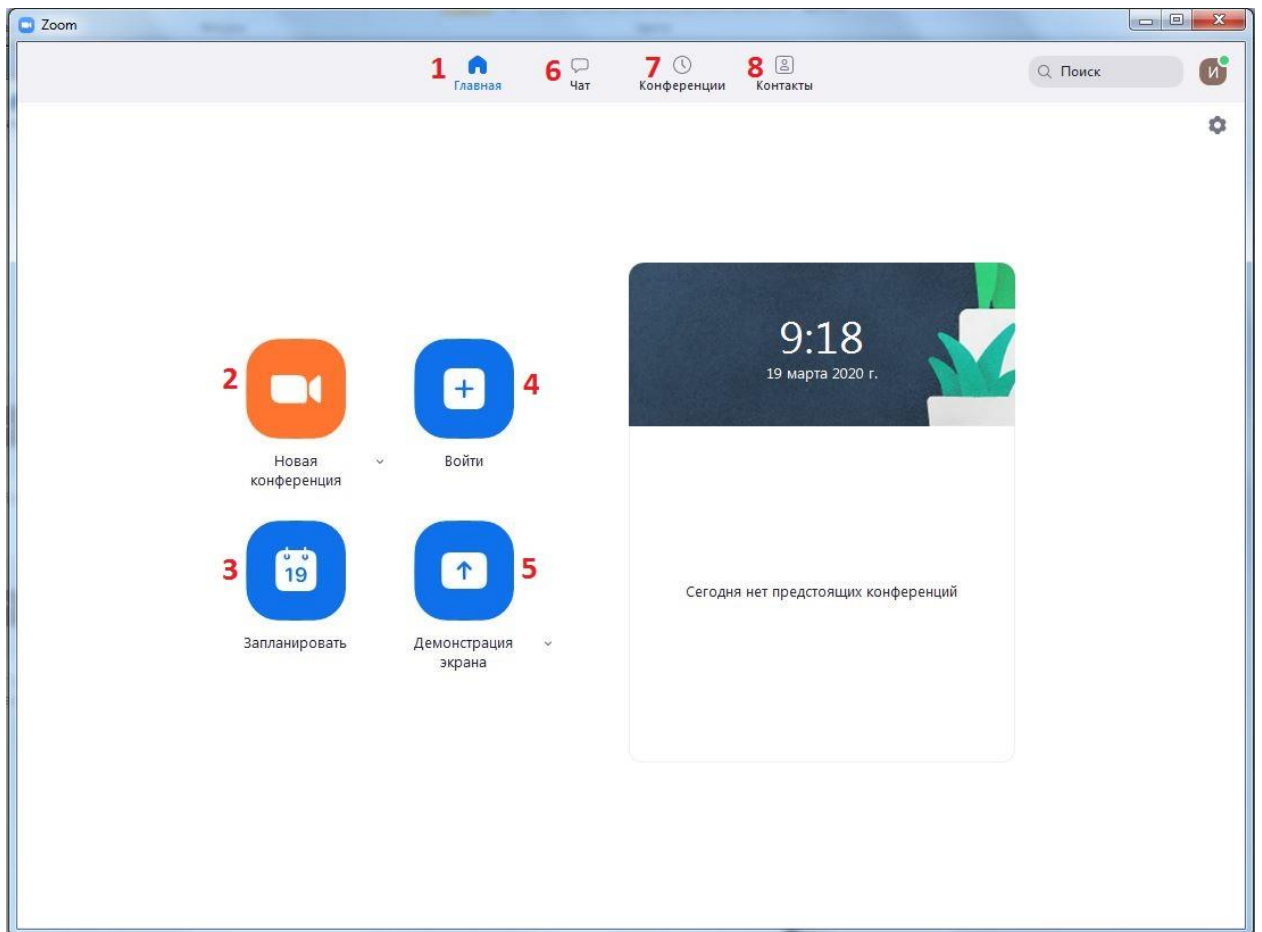 Zoom
1 Главная
6 Чат
7 Конференции
8 Контакты
Поиск
И
9:18
19 марта 2020 г.
2
4
Новая
конференция
Войти
3
19
5
Сегодня нет предстоящих конференций
Запланировать
Демонстрация
экрана